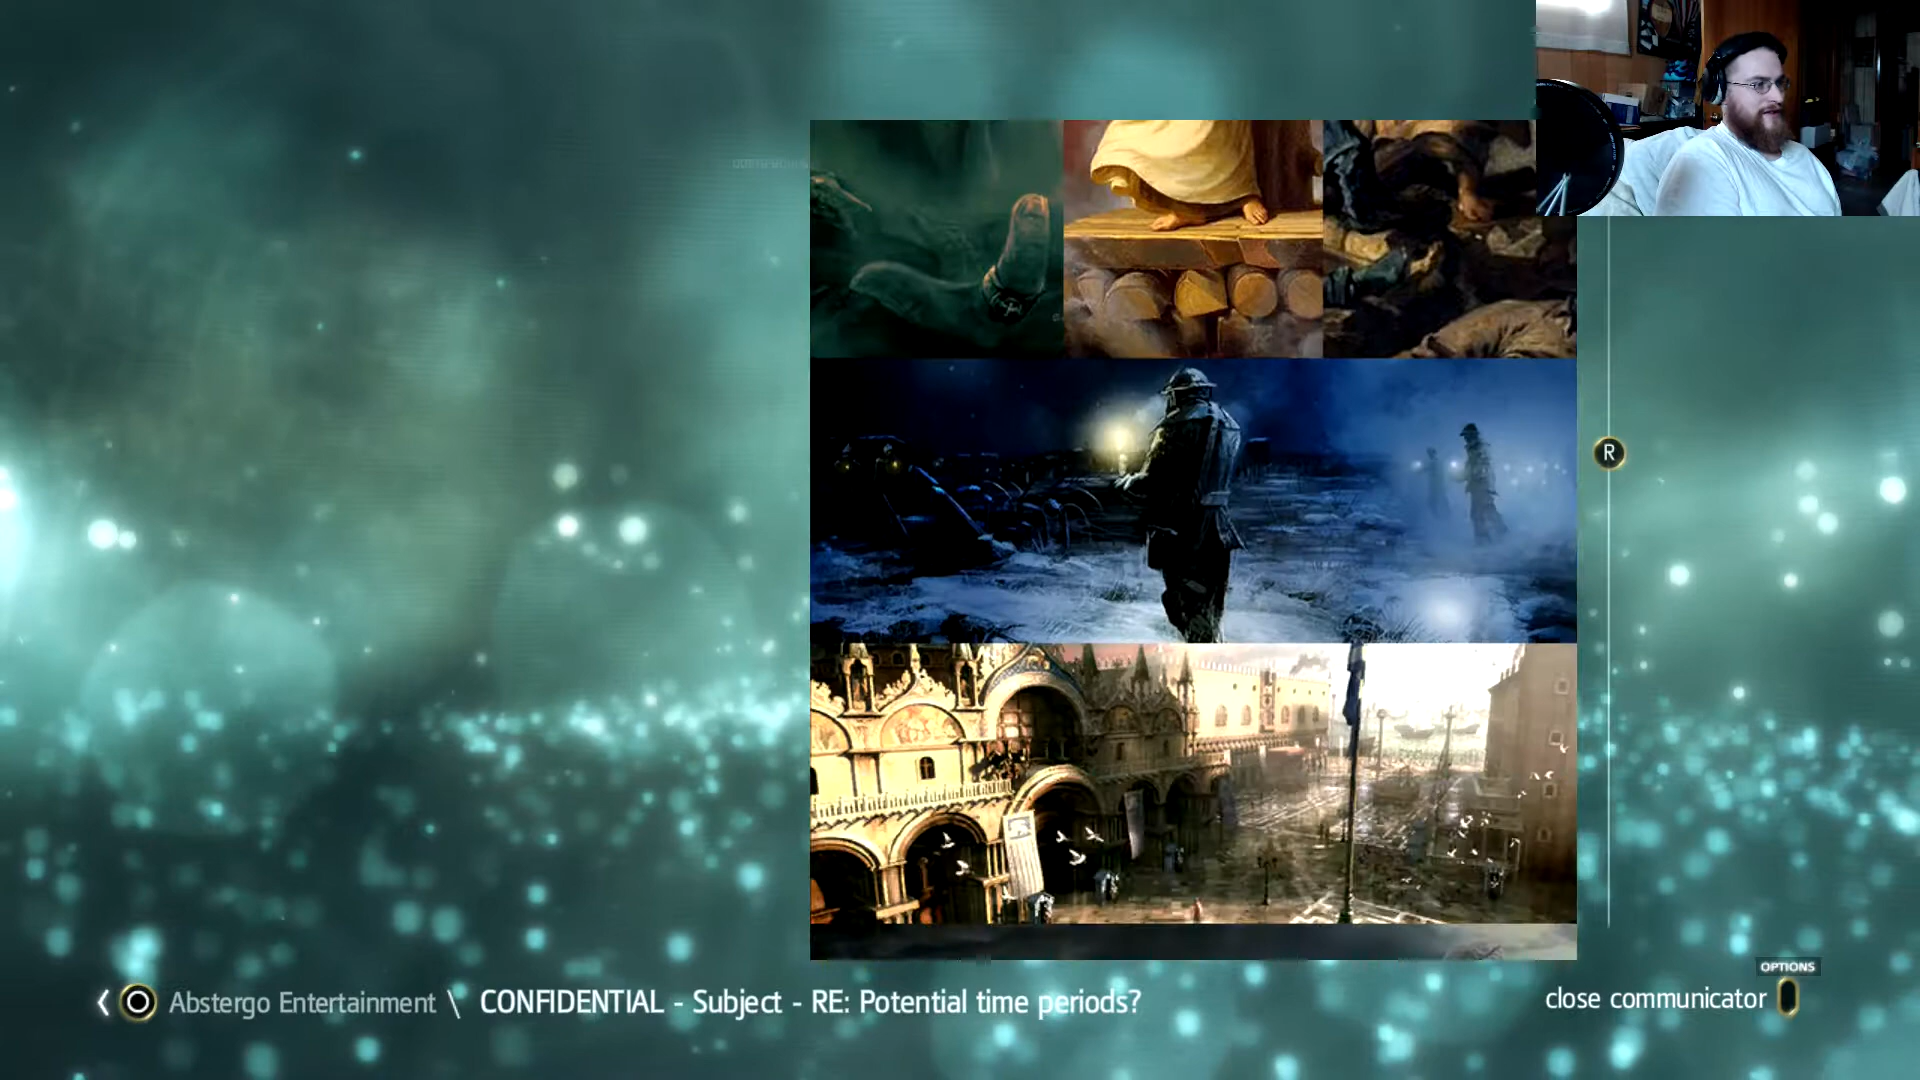 R
OPTIONS
Abstergo Entertainment \ CONFIDENTIAL - Subject - RE: Potential time periods?
close communicator